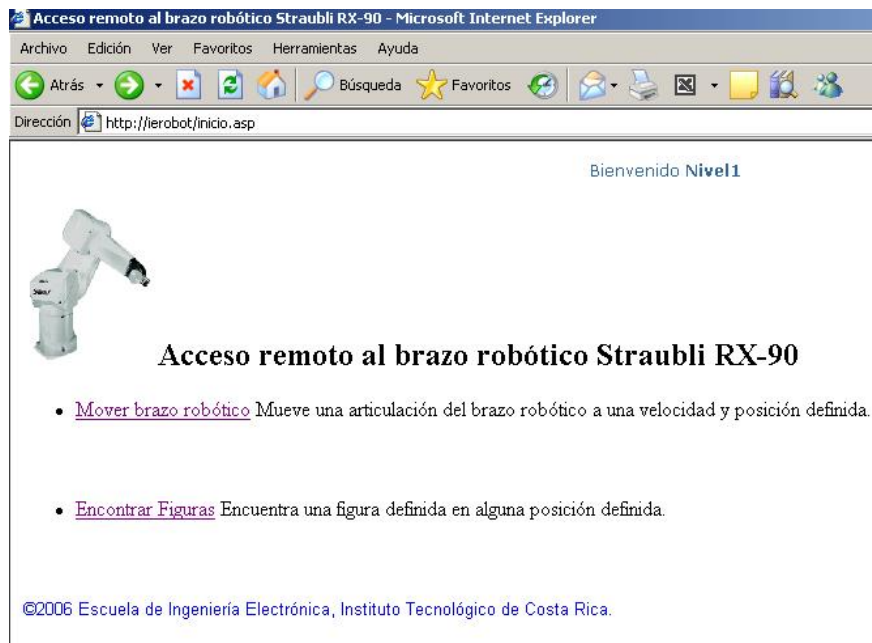 Acceso remoto al brazo robótico Straubli RX-90 - Microsoft Internet Explorer
Archivo Edición Ver Favoritos Herramientas Ayuda
Atrás Búsqueda Favoritos
Dirección http://ierobot/inicio.asp
Bienvenido Nivel1
Acceso remoto al brazo robótico Straubli RX-90
• Mover brazo robótico Mueve una articulación del brazo robótico a una velocidad y posición definida.
• Encontrar Figuras Encuentra una figura definida en alguna posición definida.
©2006 Escuela de Ingeniería Electrónica, Instituto Tecnológico de Costa Rica.